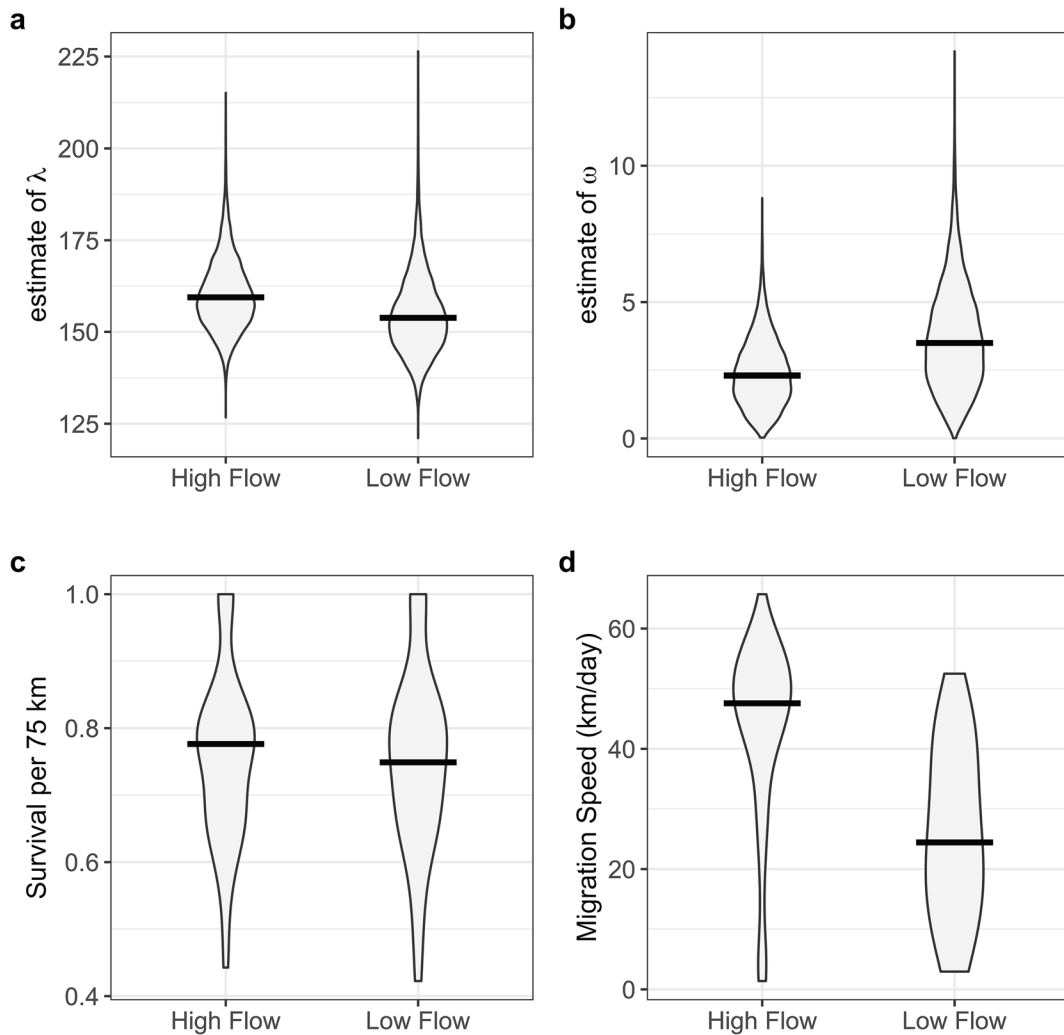 a
estimate of λ
225
200
175
150
125
High Flow
Low Flow
b
estimate of ω
10
5
0
High Flow
Low Flow
c
Survival per 75 km
1.0
0.8
0.6
0.4
High Flow
Low Flow
d
Migration Speed (km/day)
60
40
20
0
High Flow
Low Flow